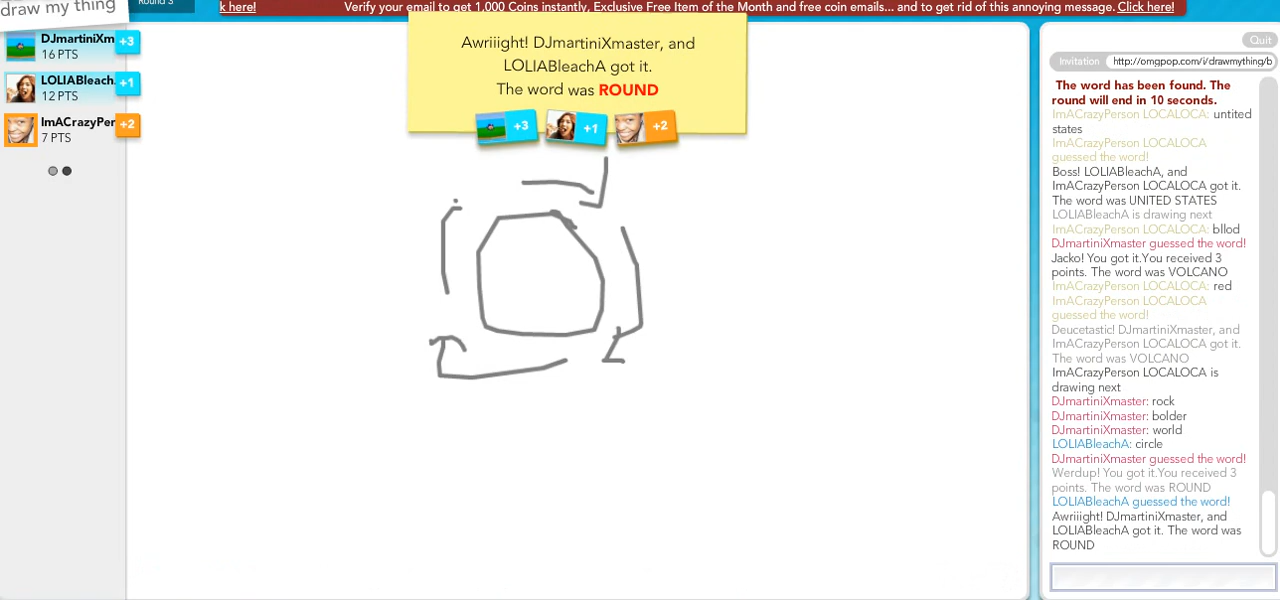 draw my thing
Round 3
k here!
Verify your email to get 1,000 Coins instantly, Exclusive Free Item of the Month and free coin emails... and to get rid of this annoying message. Click here!
DJmartiniXm
+3
16 PTS
LOLIABleach.
+1
12 PTS
ImACrazyPer
+2
7 PTS
Awriiight! DJmartiniXmaster, and
LOLIABleachA got it.
The word was ROUND
+3
+1
+2
Quit
Invitation
http://omgpop.com/i/drawmything/b
The word has been found. The
round will end in 10 seconds.
ImACrazyPerson LOCALOCA: untited
states
ImACrazyPerson LOCALOCA
guessed the word!
Boss! LOLIABleachA, and
ImACrazyPerson LOCALOCA got it.
The word was UNITED STATES
LOLIABleachA is drawing next
ImACrazyPerson LOCALOCA: bllod
DJmartiniXmaster guessed the word!
Jacko! You got it.You received 3
points. The word was VOLCANO
ImACrazyPerson LOCALOCA: red
ImACrazyPerson LOCALOCA
guessed the word!
Deucetastic! DJmartiniXmaster, and
ImACrazyPerson LOCALOCA got it.
The word was VOLCANO
ImACrazyPerson LOCALOCA is
drawing next
DJmartiniXmaster: rock
DJmartiniXmaster: bolder
DJmartiniXmaster: world
LOLIABleachA: circle
DJmartiniXmaster guessed the word!
Werdup! You got it.You received 3
points. The word was ROUND
LOLIABleachA guessed the word!
Awriiight! DJmartiniXmaster, and
LOLIABleachA got it. The word was
ROUND